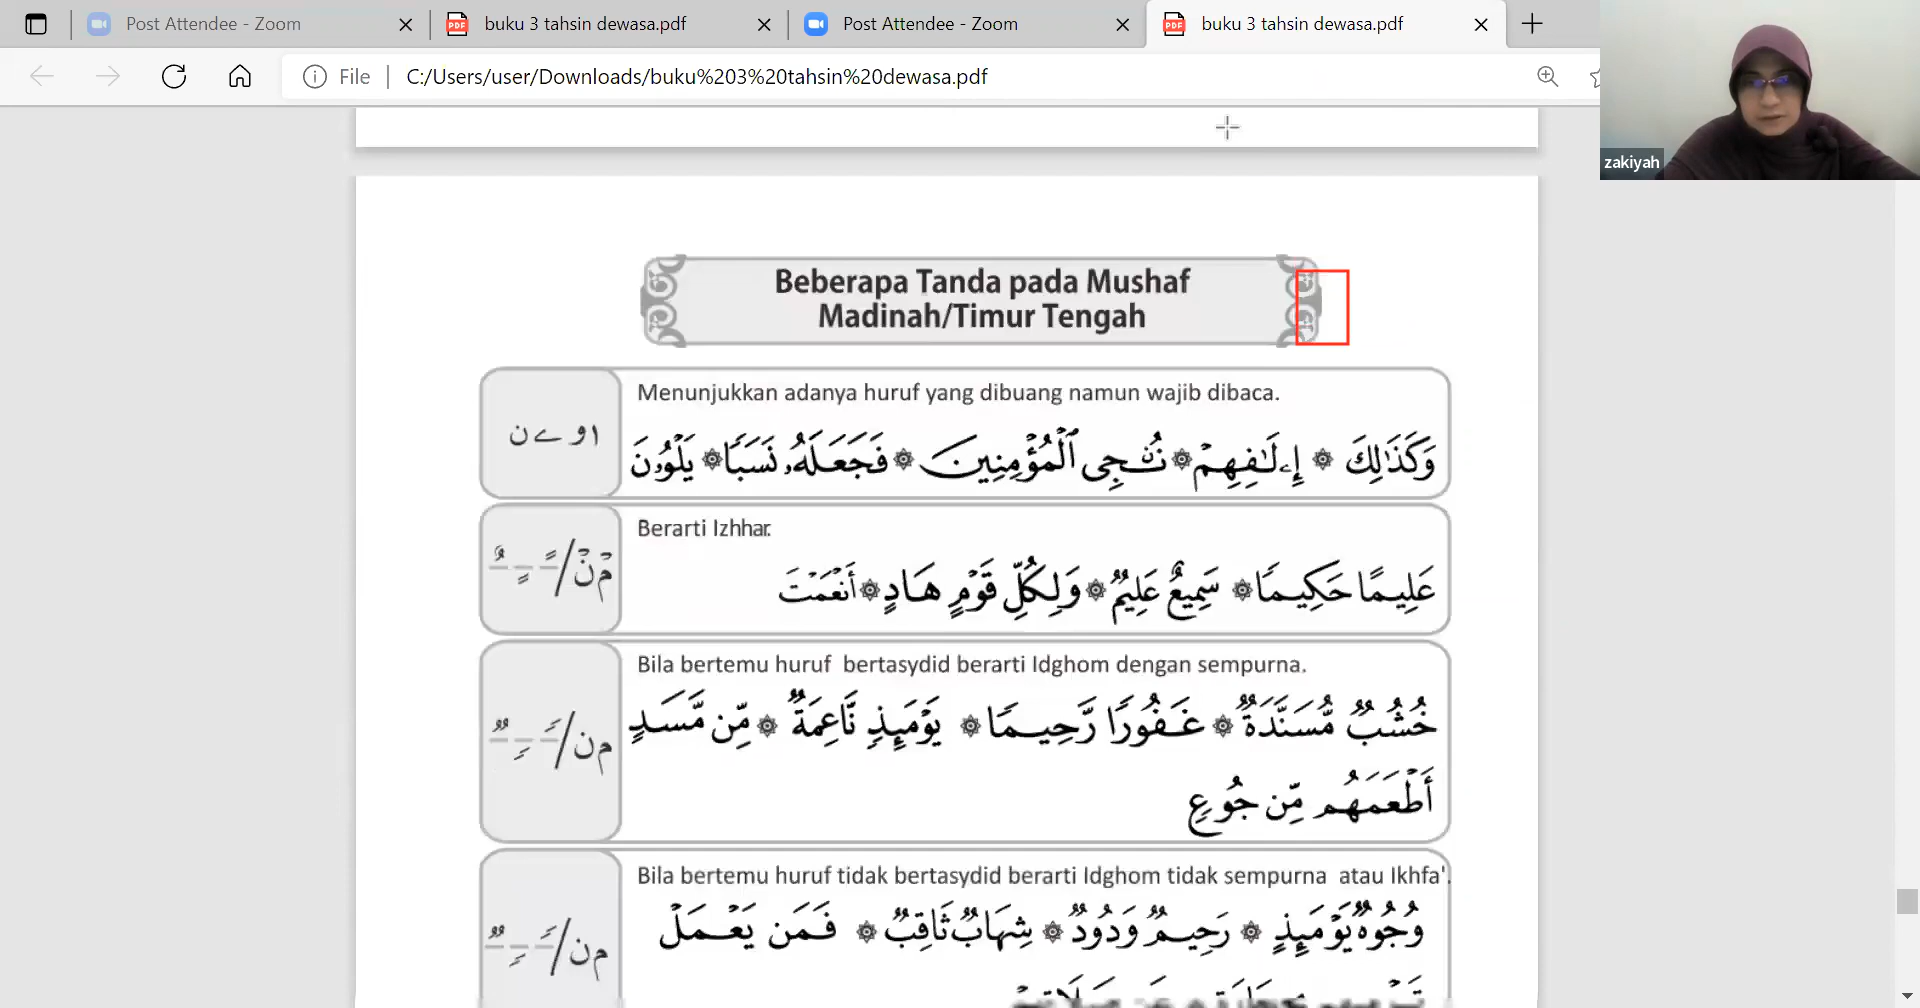 Post Attendee - Zoom
buku 3 tahsin dewasa.pdf
Post Attendee - Zoom
buku 3 tahsin dewasa.pdf
File
C:/Users/user/Downloads/buku%203%20tahsin%20dewasa.pdf
zakiyah
Beberapa Tanda pada Mushaf
Madinah/Timur Tengah
Menunjukkan adanya huruf yang dibuang namun wajib dibaca.
ا و ے ن
وَكَذَٰلِكَ ۞ إِۦلَٰفِهِمۡ ۞ نُـۨجِي ٱلۡمُؤۡمِنِينَ ۞ فَجَعَلَهُۥ نَسَبٗا ۞ يَلۡوُۥنَ
Berarti Izhhar.
مۡ نۡ / ـً ـٍ ـٌ
عَلِيمًا حَكِيمٗا ۞ سَمِيعٌ عَلِيمٞ ۞ وَلِكُلِّ قَوۡمٍ هَادٍ ۞ أَنۡعَمۡتَ
Bila bertemu huruf bertasydid berarti Idghom dengan sempurna.
م ن / ـٗ ـٖ ـٞ
خُشُبٞ مُّسَنَّدَةٞ ۞ غَفُورٗا رَّحِيمٗا ۞ يَوۡمَئِذٖ نَّاعِمَةٞ ۞ مِّن مَّسَدٍ
أَطۡعَمَهُم مِّن جُوعٍ
Bila bertemu huruf tidak bertasydid berarti Idghom tidak sempurna atau Ikhfa'.
م ن / ـٗ ـٖ ـٞ
وُجُوهٞ يَوۡمَئِذٍ ۞ رَحِيمٞ وَدُودٞ ۞ شِهَابٞ ثَاقِبٞ ۞ فَمَن يَعۡمَلۡ